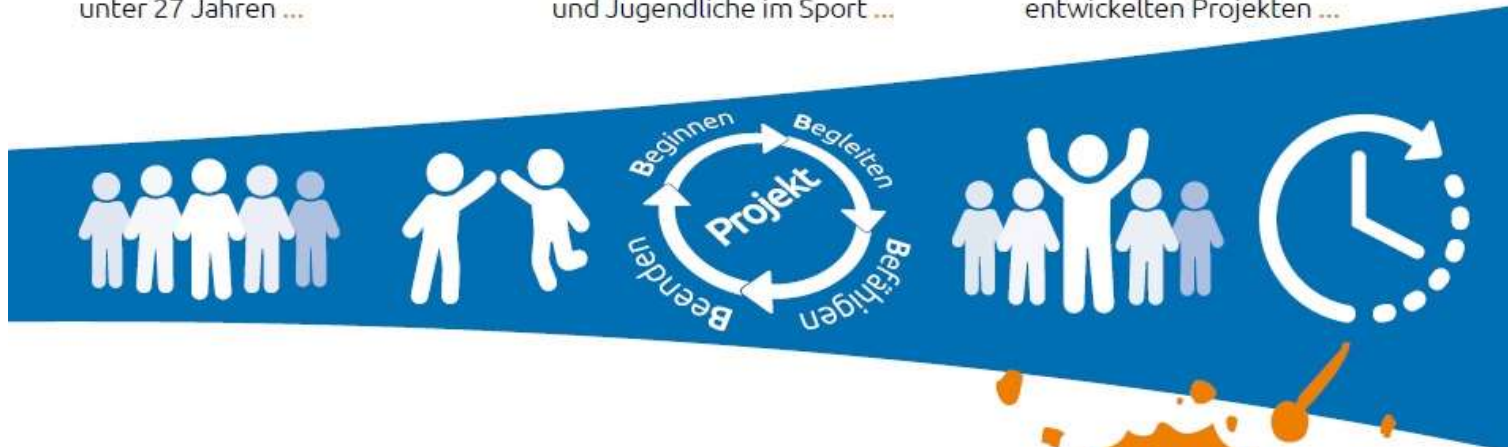 unter 27 Jahren ...
und Jugendliche im Sport ...
entwickelten Projekten ...
Beginnen
Begleiten
Projekt
Befähigen
Beenden